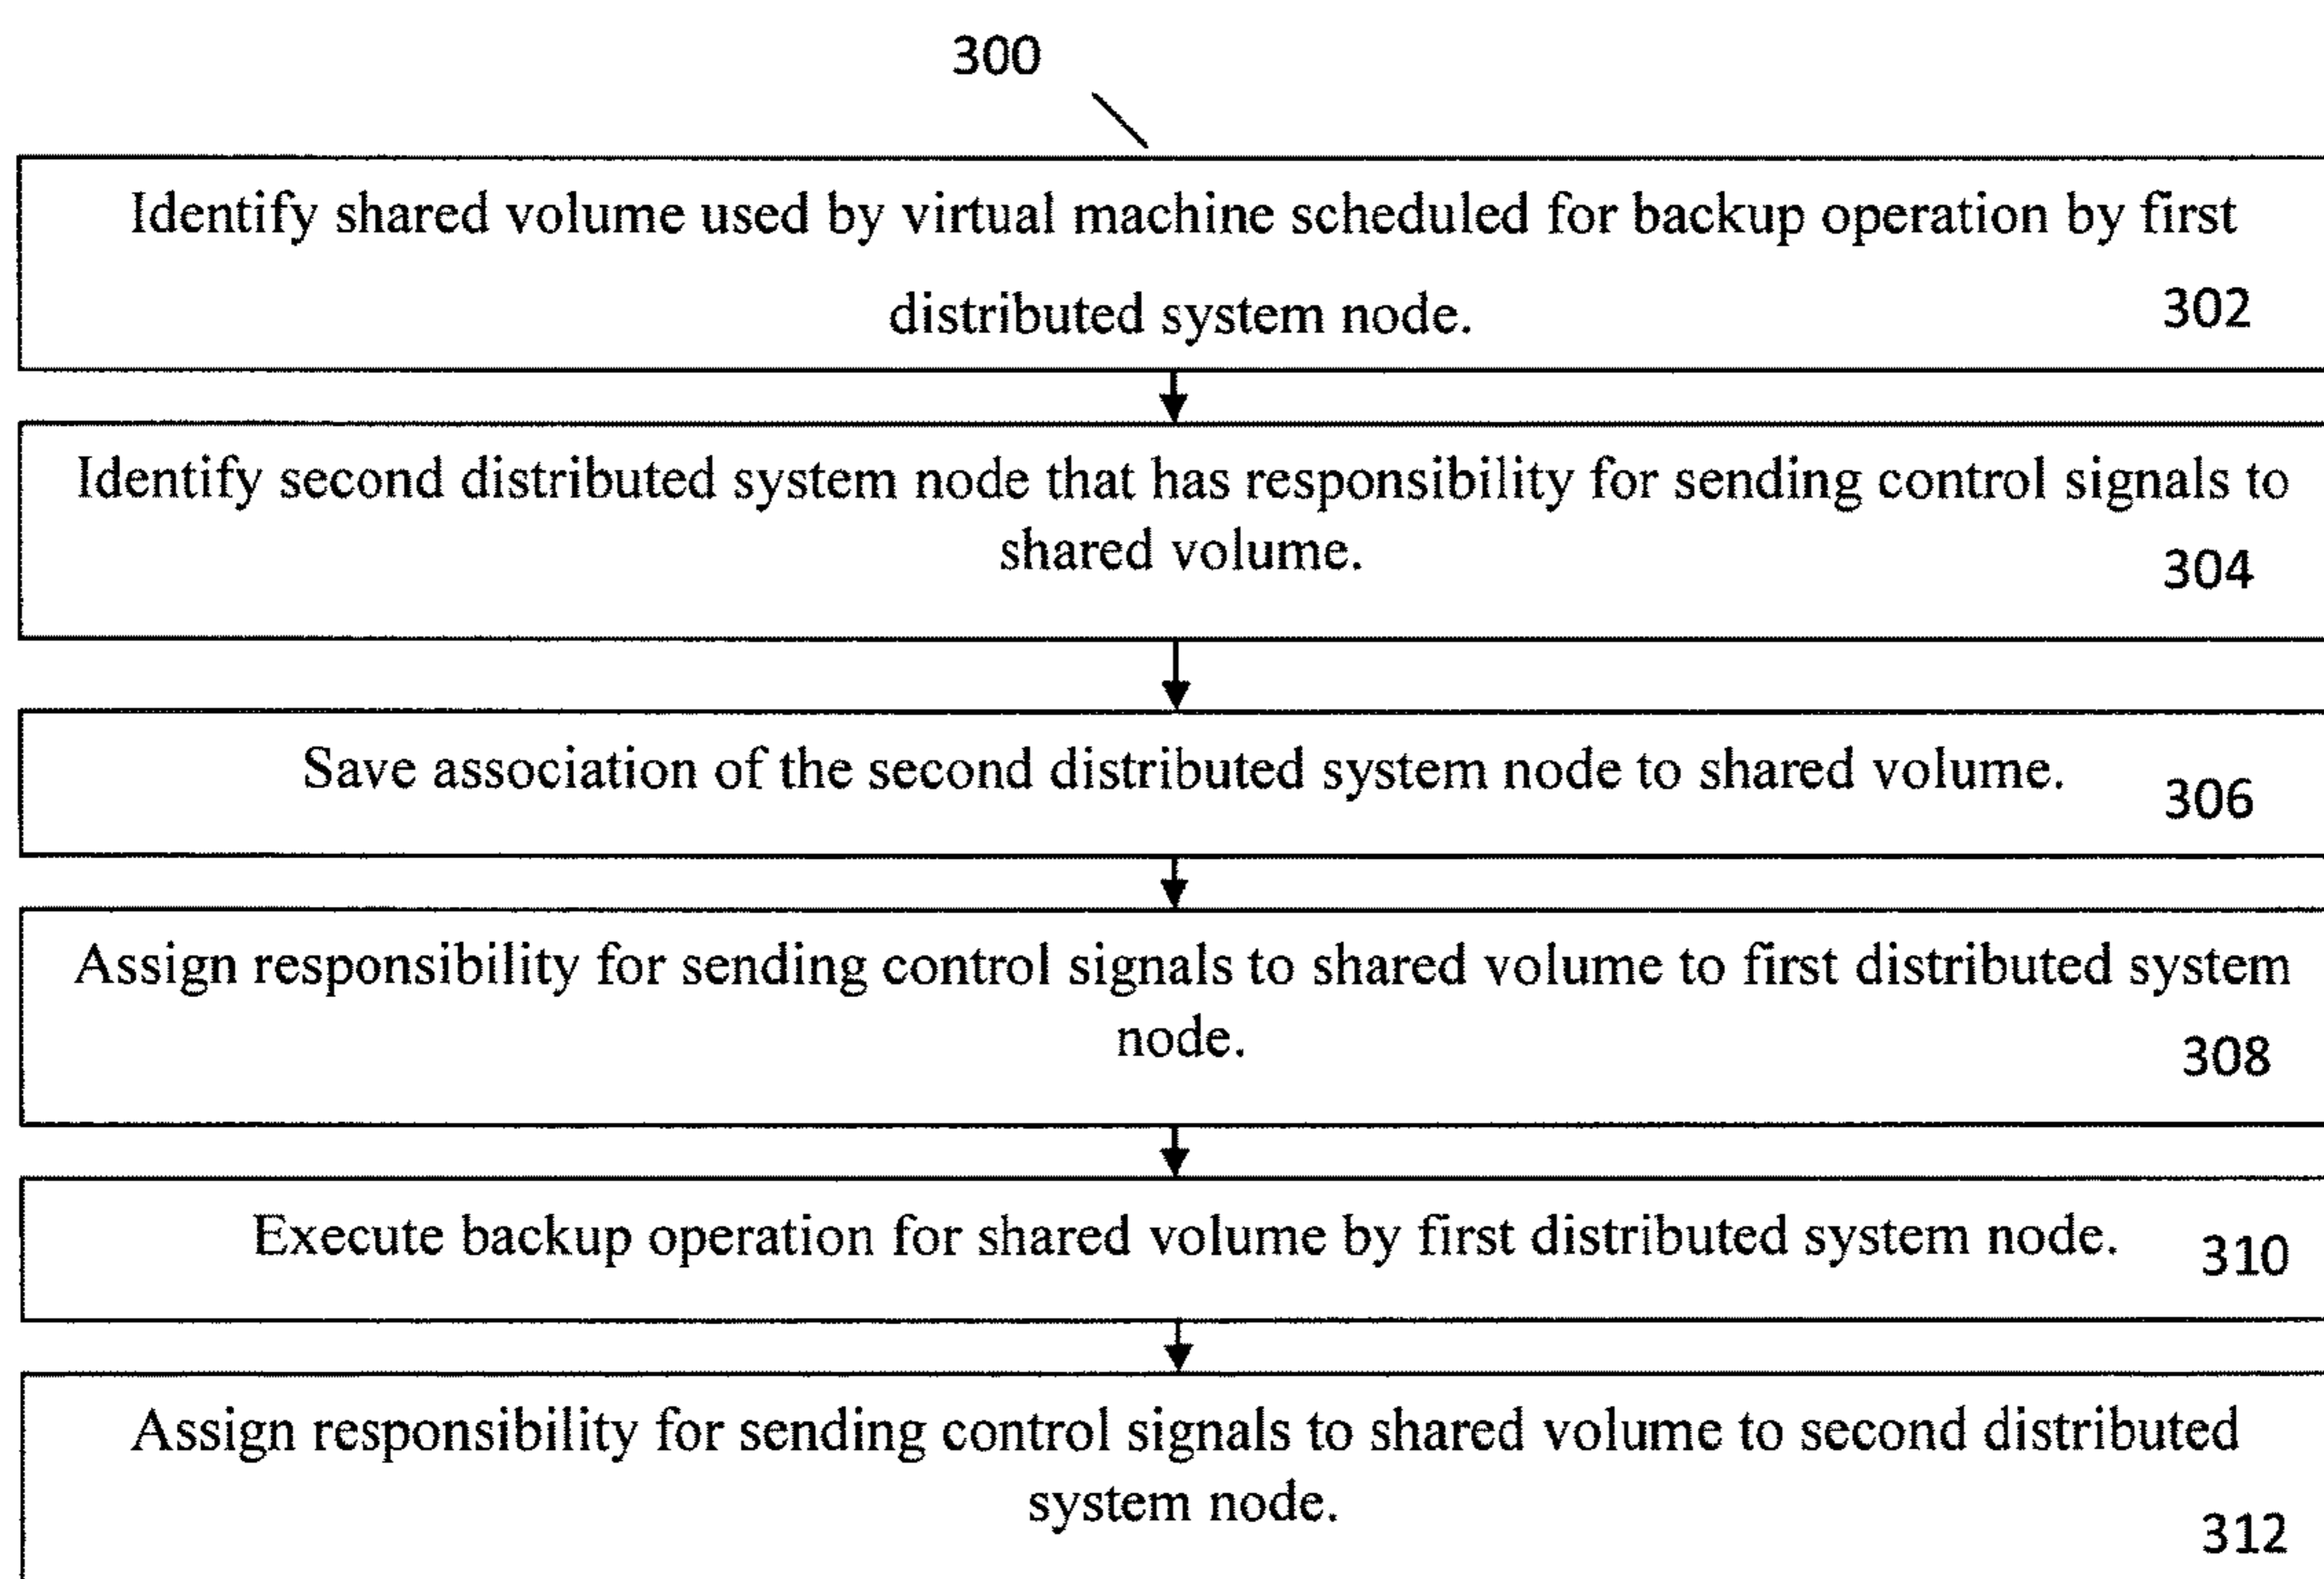 300
Identify shared volume used by virtual machine scheduled for backup operation by first
distributed system node.
302
Identify second distributed system node that has responsibility for sending control signals to
shared volume.
304
Save association of the second distributed system node to shared volume.
306
Assign responsibility for sending control signals to shared volume to first distributed system
node.
308
Execute backup operation for shared volume by first distributed system node.
310
Assign responsibility for sending control signals to shared volume to second distributed
system node.
312